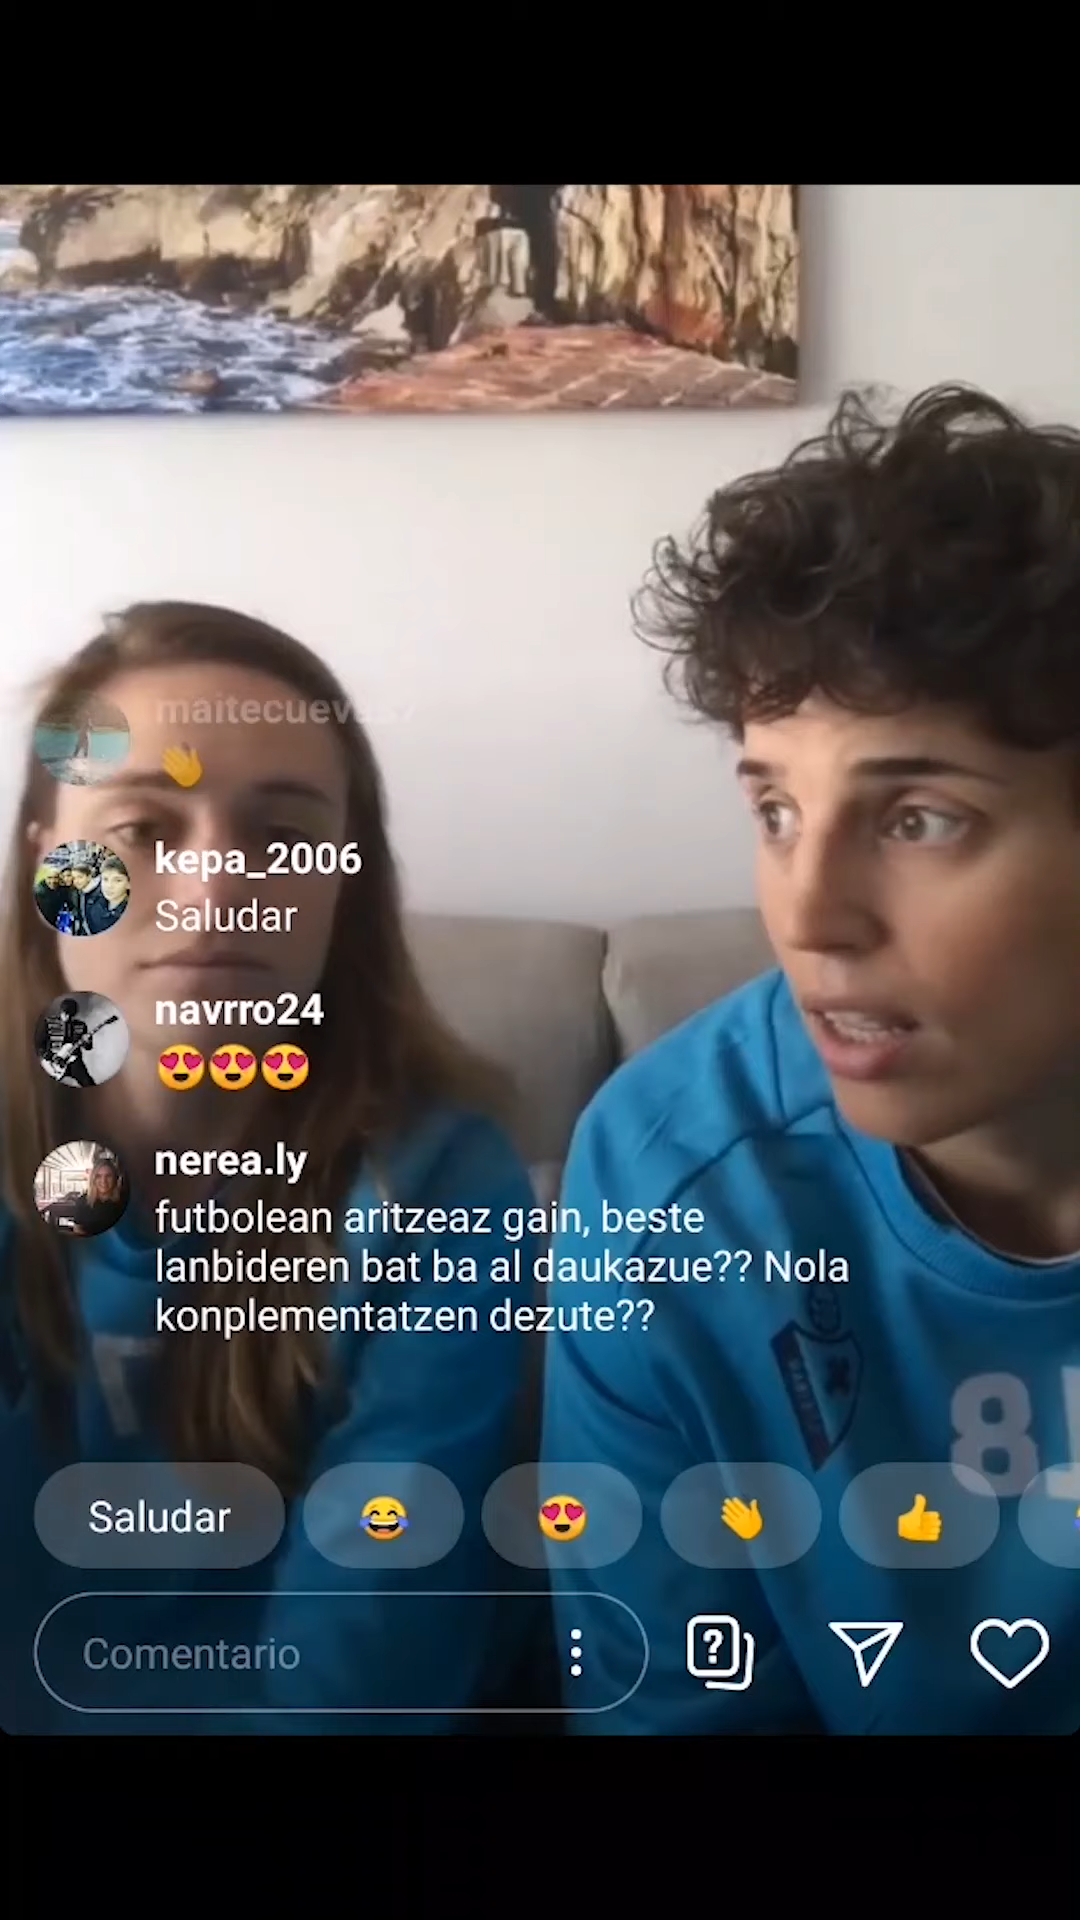 kepa_2006
Saludar
navrro24
nerea.ly
futbolean aritzeaz gain, beste
lanbideren bat ba al daukazue?? Nola
konplementatzen dezute??
8
Saludar
Comentario